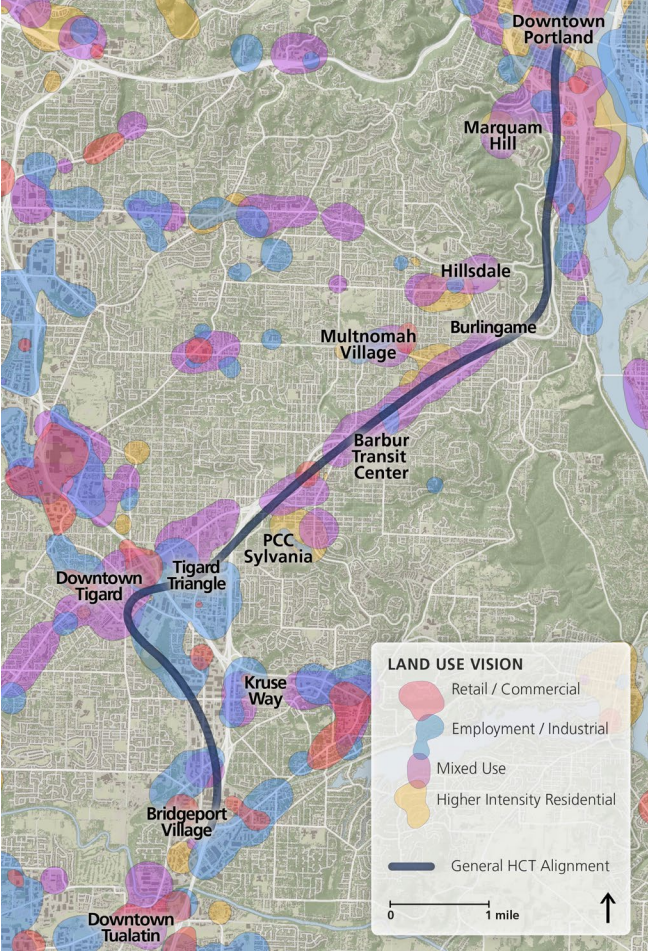 Downtown
Portland
Marquam
Hill
Hillsdale
Burlingame
Multnomah
Village
Barbur
Transit
Center
PCC
Sylvania
Tigard
Triangle
Downtown
Tigard
Kruse
Way
Bridgeport
Village
Downtown
Tualatin
LAND USE VISION
Retail / Commercial
Employment / Industrial
Mixed Use
Higher Intensity Residential
General HCT Alignment
0 1 mile